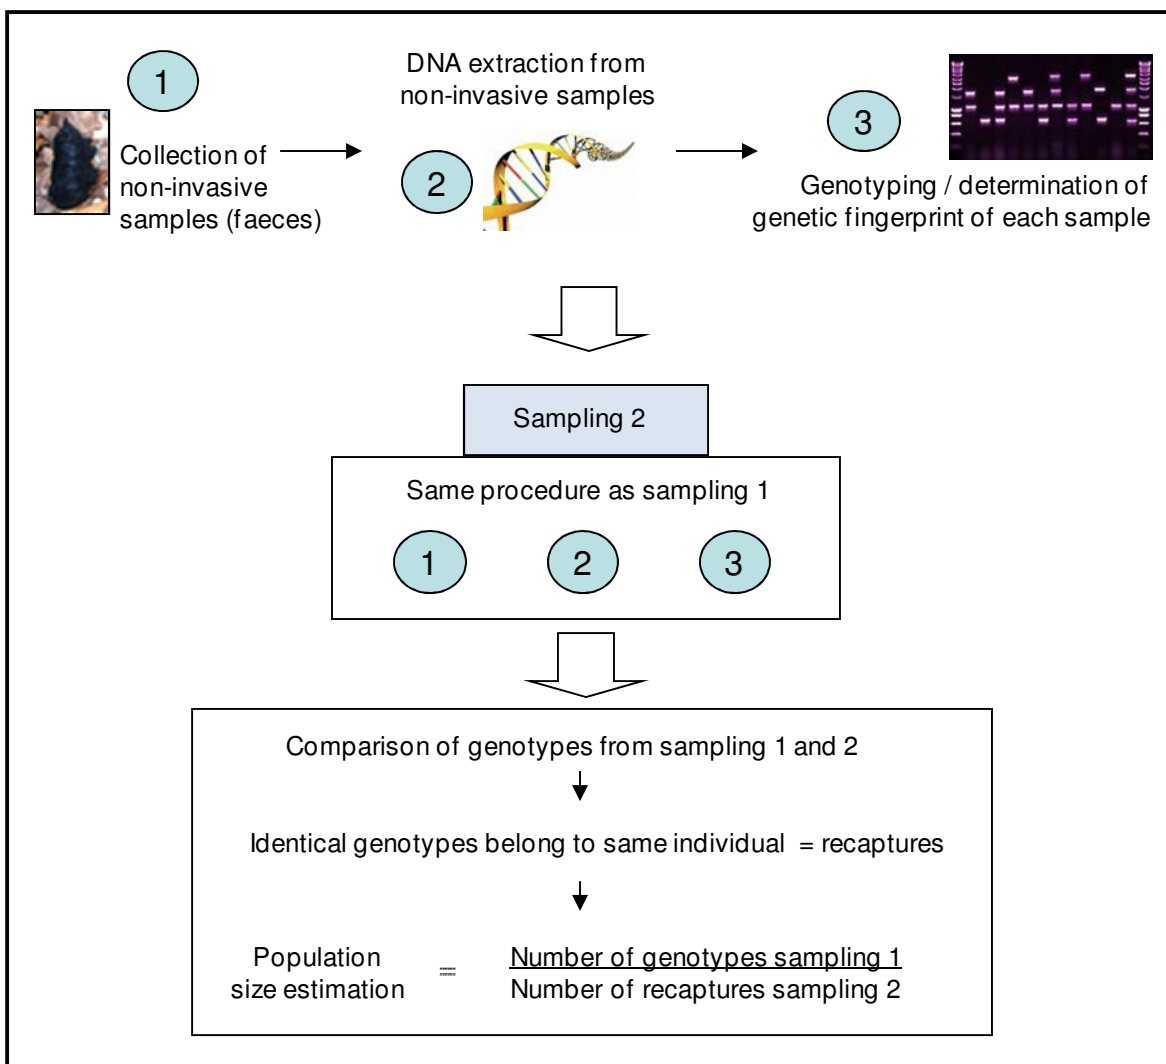 1
Collection of
non-invasive
samples (faeces)
DNA extraction from
non-invasive samples
2
3
Genotyping / determination of
genetic fingerprint of each sample
Sampling 2
Same procedure as sampling 1
1 2 3
Comparison of genotypes from sampling 1 and 2
Identical genotypes belong to same individual = recaptures
Population
size estimation
=
Number of genotypes sampling 1
Number of recaptures sampling 2